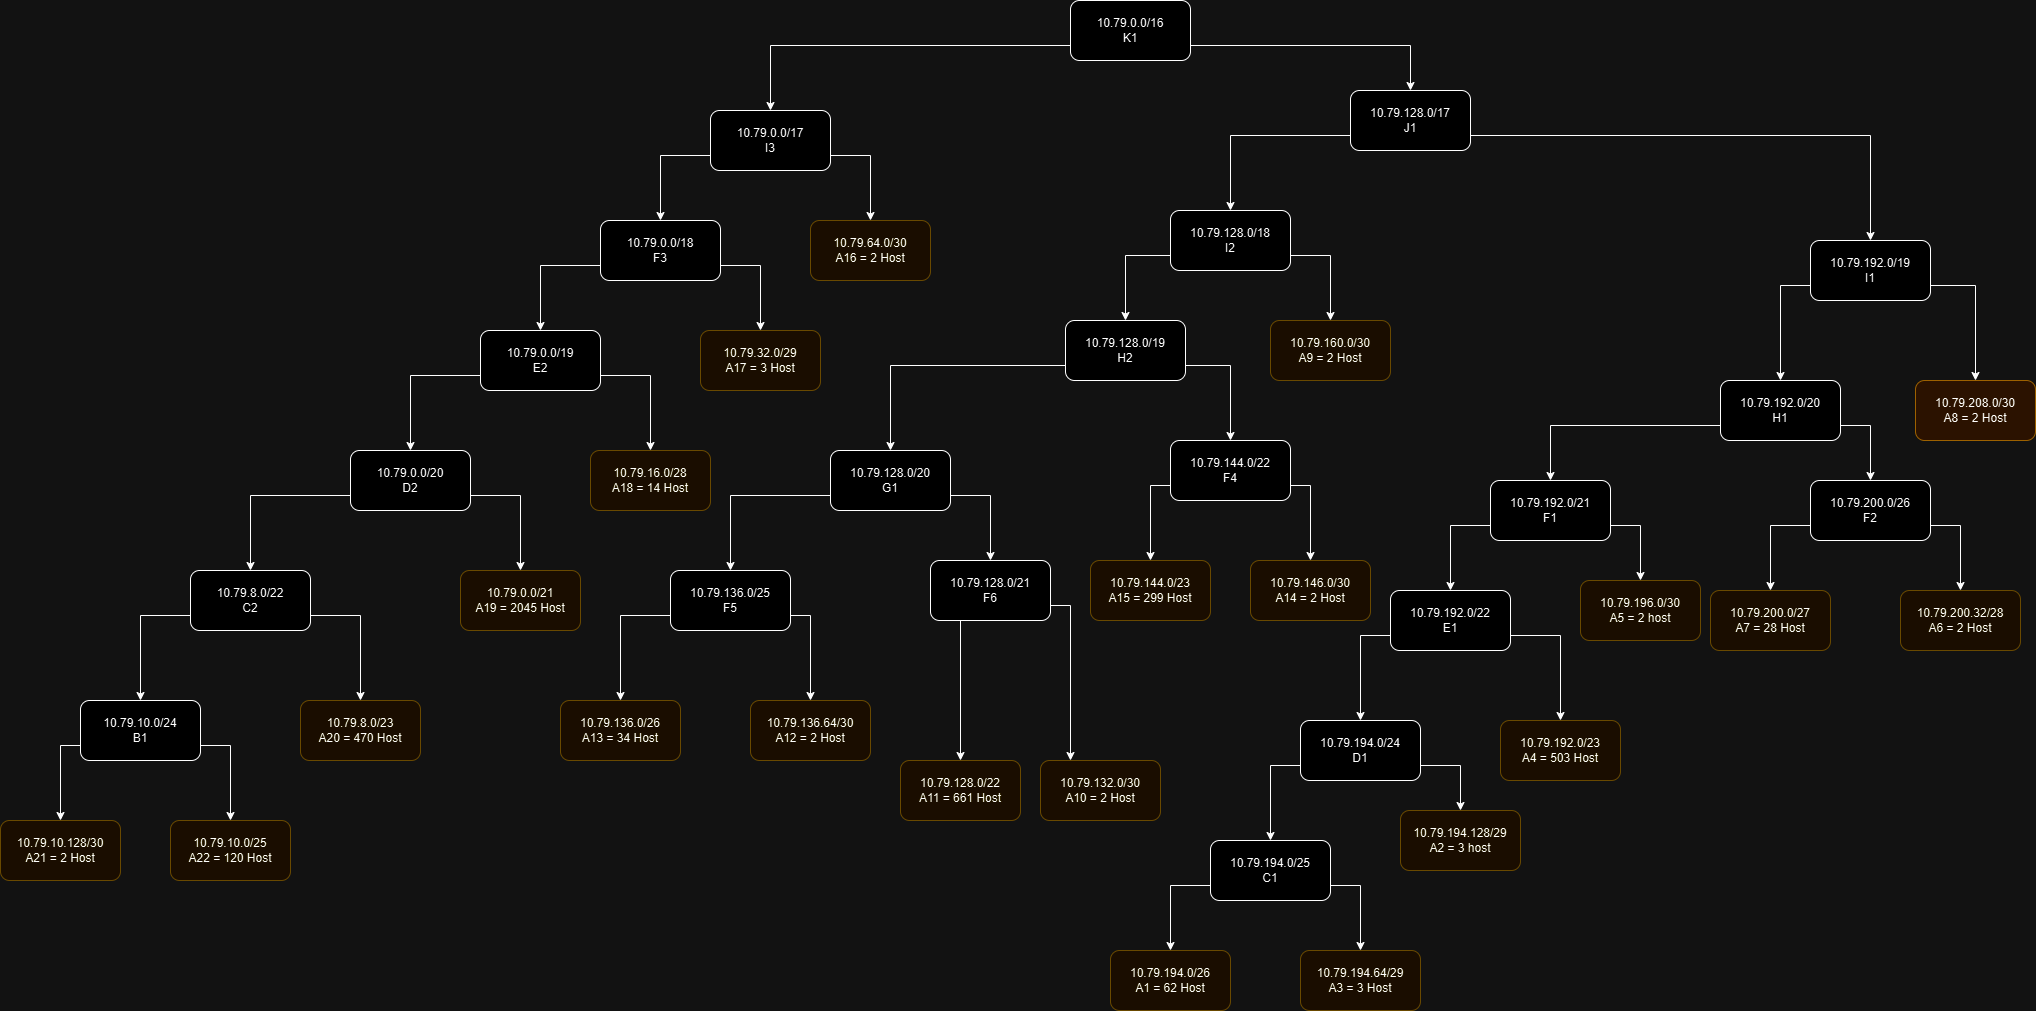 10.79.0.0/16
K1
10.79.128.0/17
J1
10.79.0.0/17
I3
10.79.128.0/18
I2
10.79.0.0/18
F3
10.79.64.0/30
A16 = 2 Host
10.79.192.0/19
I1
10.79.128.0/19
H2
10.79.160.0/30
A9 = 2 Host
10.79.0.0/19
E2
10.79.32.0/29
A17 = 3 Host
10.79.192.0/20
H1
10.79.208.0/30
A8 = 2 Host
10.79.0.0/20
D2
10.79.16.0/28
A18 = 14 Host
10.79.128.0/20
G1
10.79.144.0/22
F4
10.79.192.0/21
F1
10.79.200.0/26
F2
10.79.8.0/22
C2
10.79.0.0/21
A19 = 2045 Host
10.79.136.0/25
F5
10.79.128.0/21
F6
10.79.144.0/23
A15 = 299 Host
10.79.146.0/30
A14 = 2 Host
10.79.192.0/22
E1
10.79.196.0/30
A5 = 2 host
10.79.200.0/27
A7 = 28 Host
10.79.200.32/28
A6 = 2 Host
10.79.10.0/24
B1
10.79.8.0/23
A20 = 470 Host
10.79.136.0/26
A13 = 34 Host
10.79.136.64/30
A12 = 2 Host
10.79.128.0/22
A11 = 661 Host
10.79.132.0/30
A10 = 2 Host
10.79.194.0/24
D1
10.79.192.0/23
A4 = 503 Host
10.79.10.128/30
A21 = 2 Host
10.79.10.0/25
A22 = 120 Host
10.79.194.0/25
C1
10.79.194.128/29
A2 = 3 host
10.79.194.0/26
A1 = 62 Host
10.79.194.64/29
A3 = 3 Host